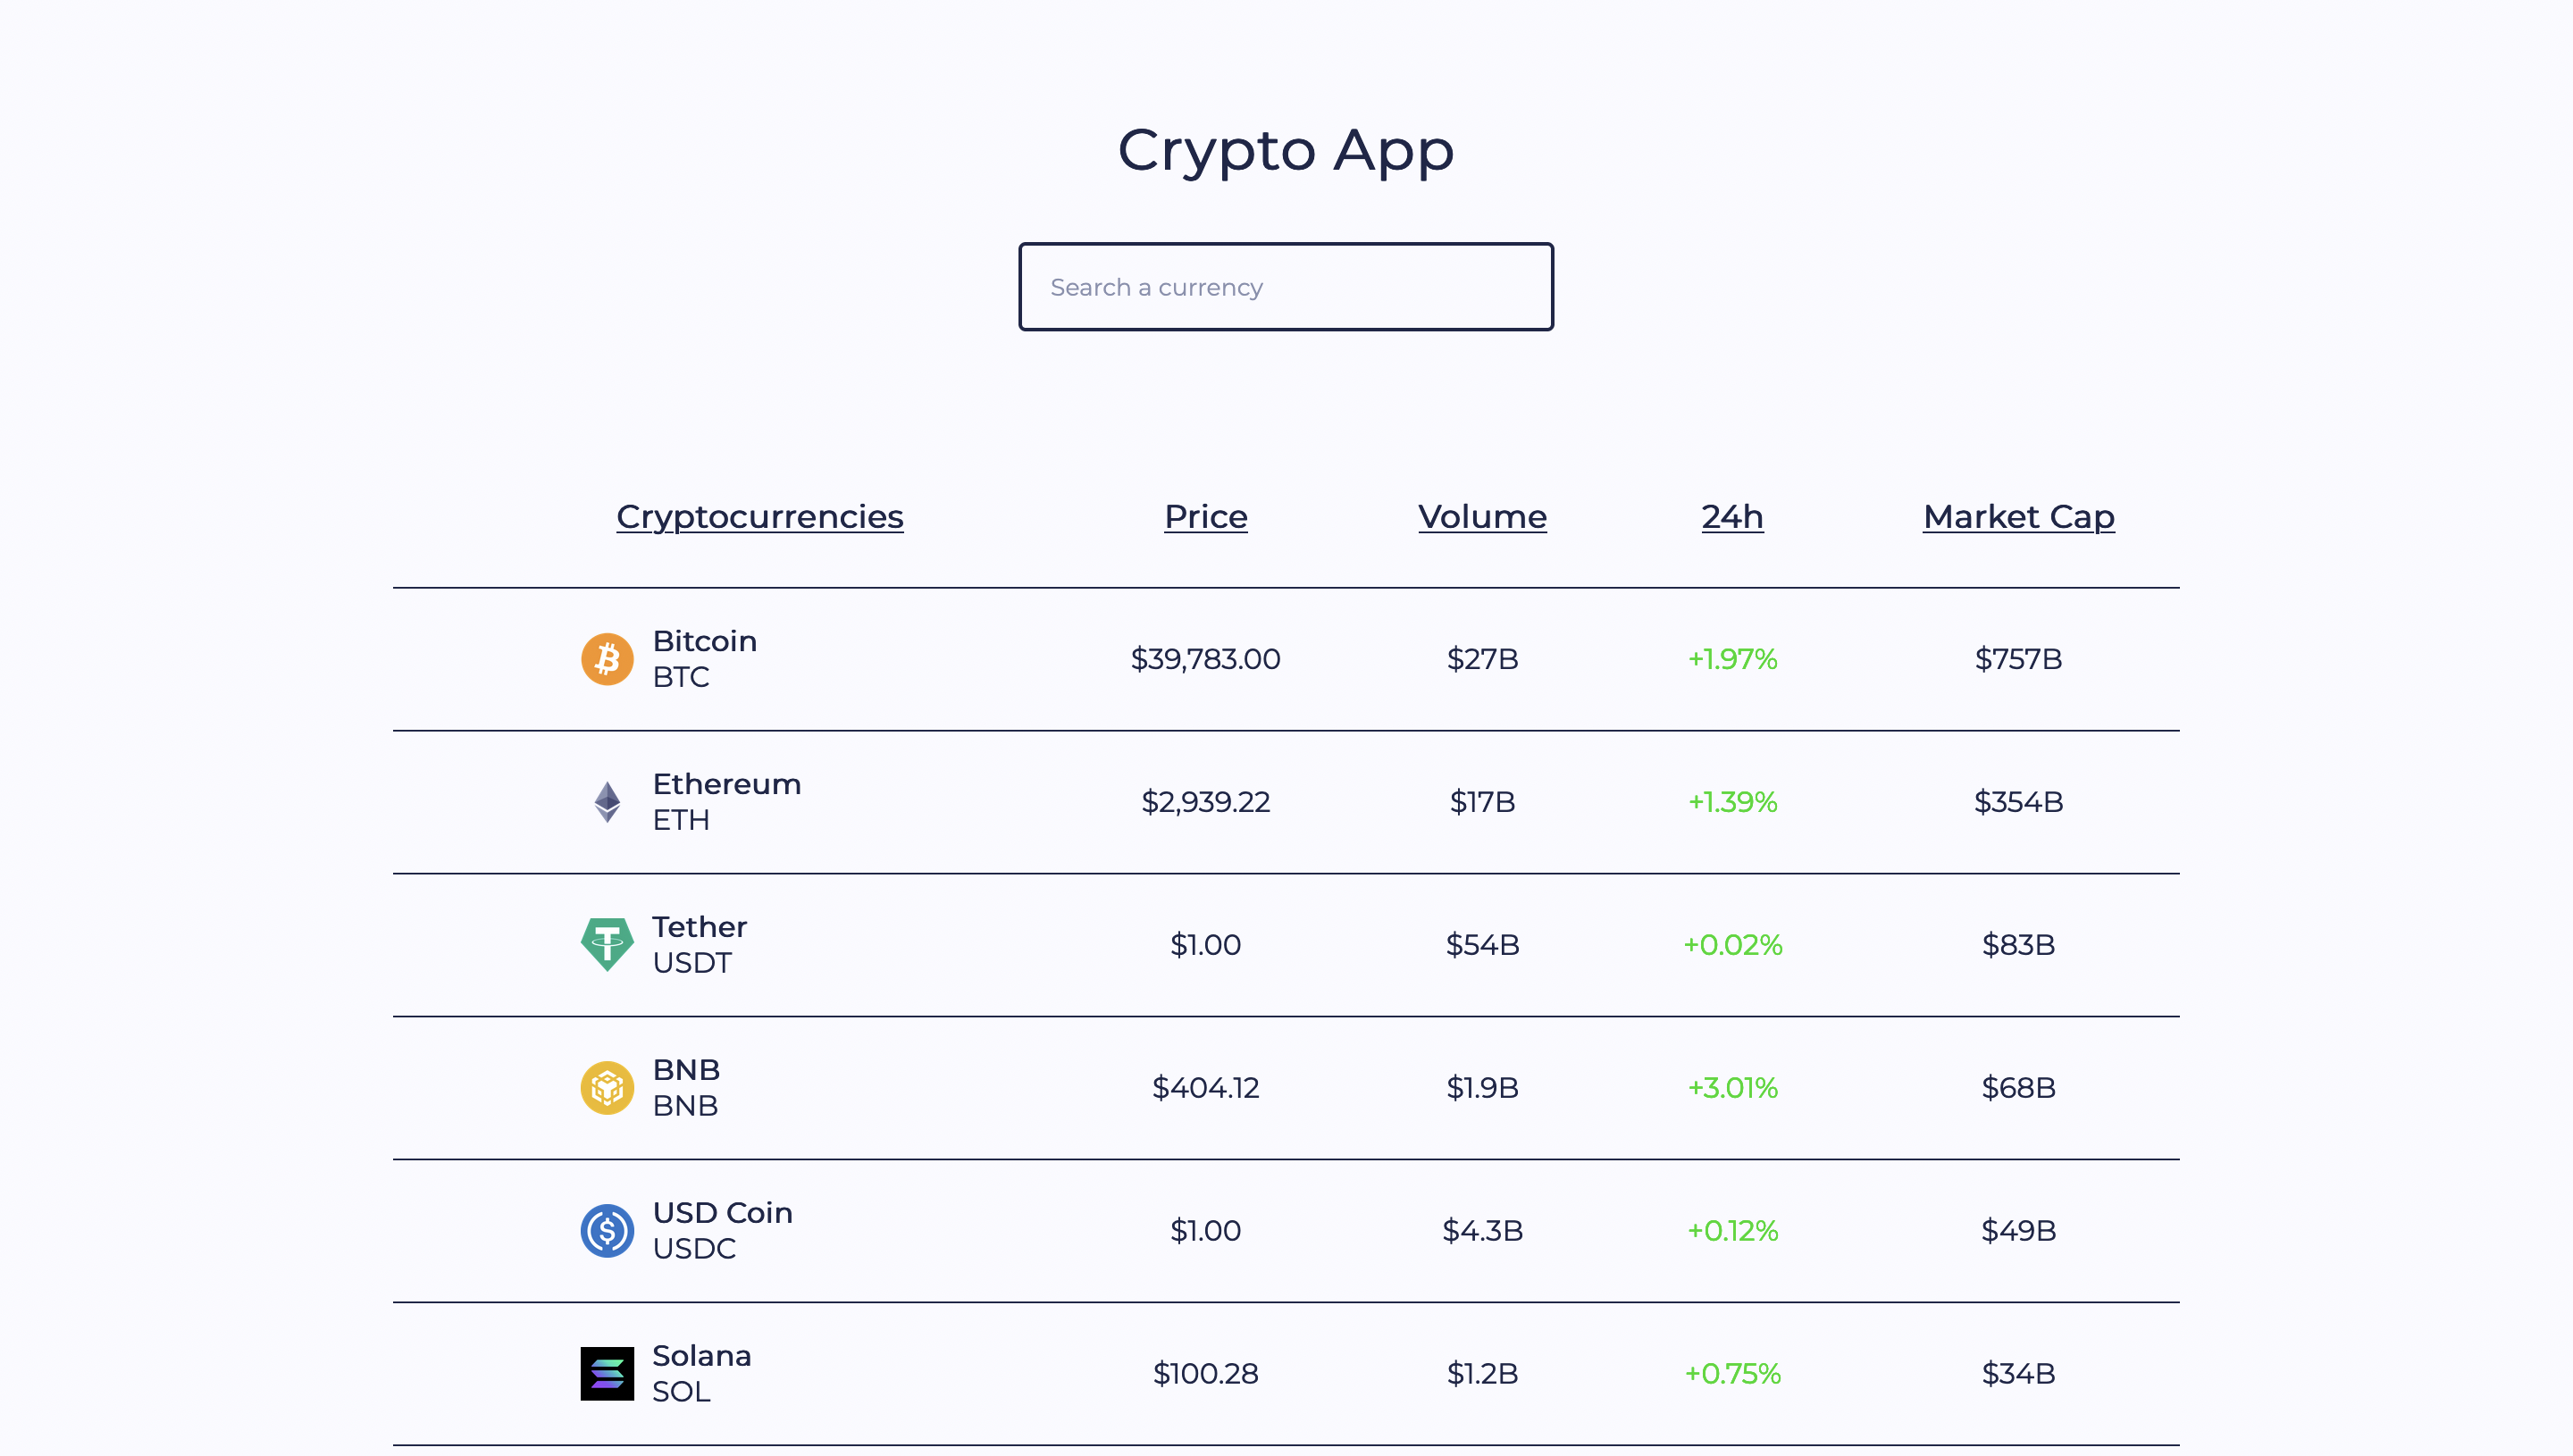 Crypto App
Search a currency
Cryptocurrencies Price Volume 24h Market Cap
Bitcoin
BTC $39,783.00 $27B +1.97% $757B
Ethereum
ETH $2,939.22 $17B +1.39% $354B
Tether
USDT $1.00 $54B +0.02% $83B
BNB
BNB $404.12 $1.9B +3.01% $68B
USD Coin
USDC $1.00 $4.3B +0.12% $49B
Solana
SOL $100.28 $1.2B +0.75% $34B